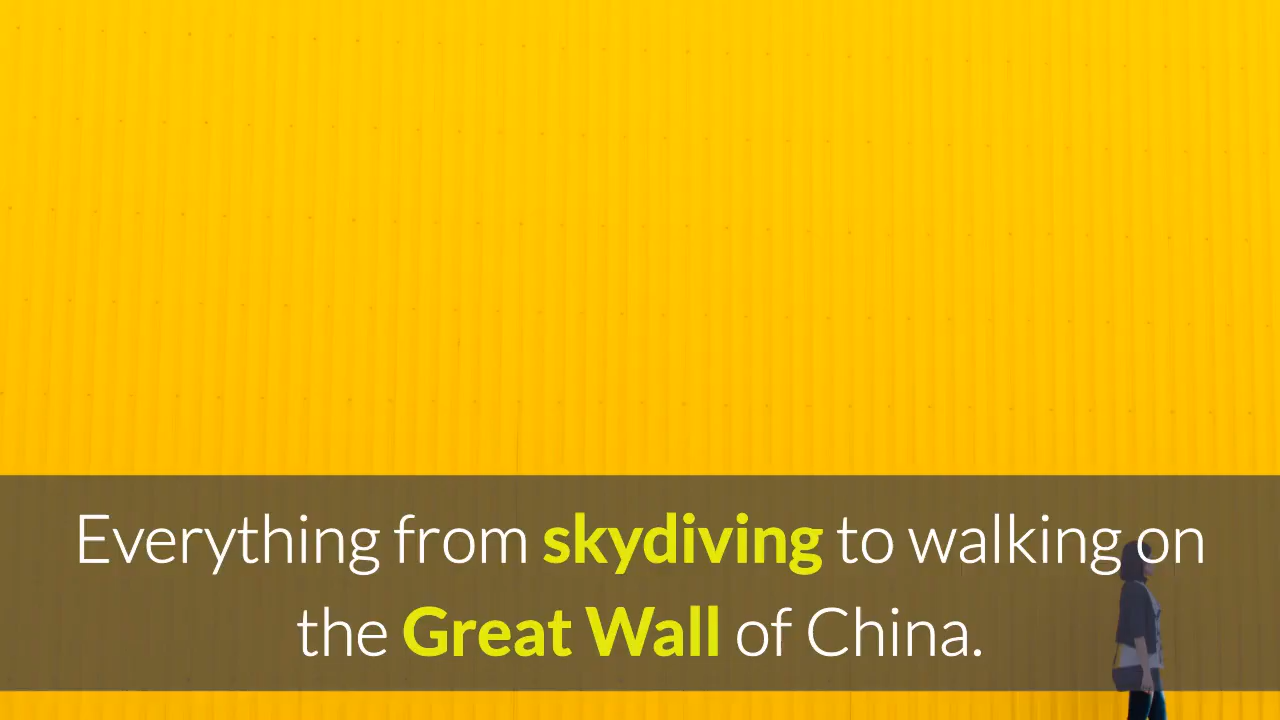 Everything from skydiving to walking on
the Great Wall of China.